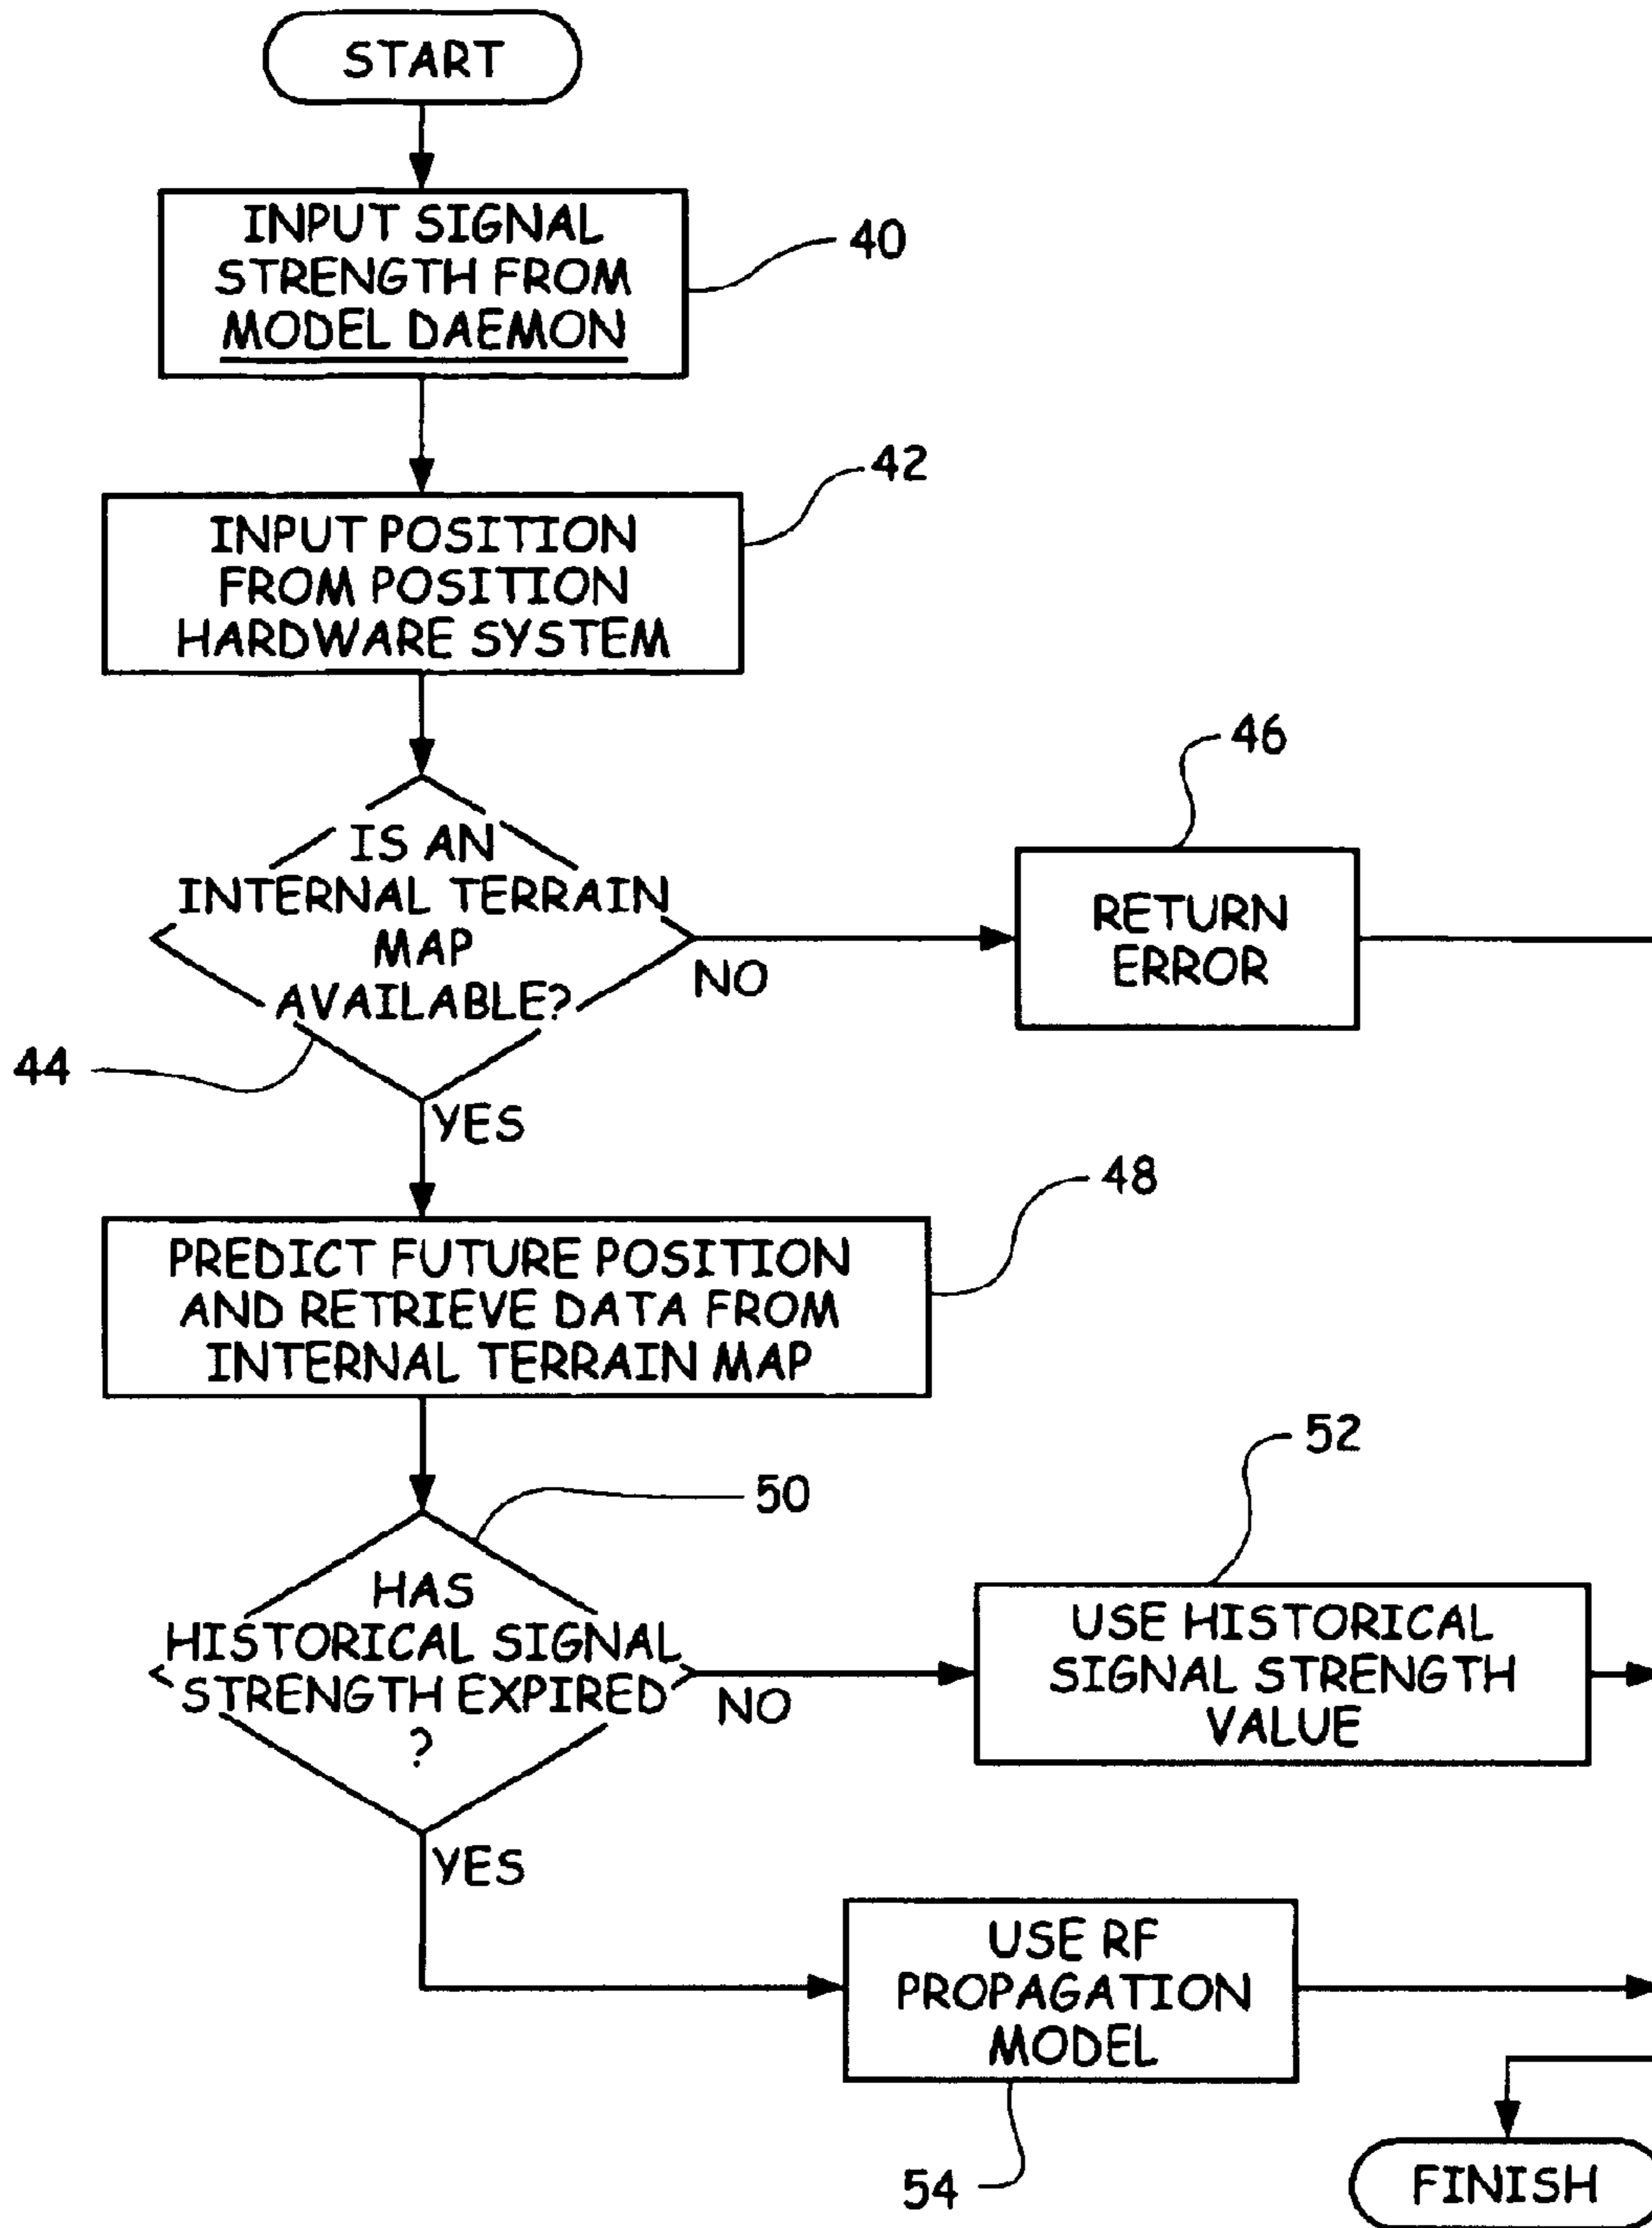 START
INPUT SIGNAL
STRENGTH FROM
MODEL DAEMON
40
INPUT POSITION
FROM POSITION
HARDWARE SYSTEM
42
IS AN
INTERNAL TERRAIN
MAP
AVAILABLE?
44
NO
YES
RETURN
ERROR
46
PREDICT FUTURE POSITION
AND RETRIEVE DATA FROM
INTERNAL TERRAIN MAP
48
HAS
HISTORICAL SIGNAL
STRENGTH EXPIRED
?
50
NO
YES
USE HISTORICAL
SIGNAL STRENGTH
VALUE
52
USE RF
PROPAGATION
MODEL
54
FINISH